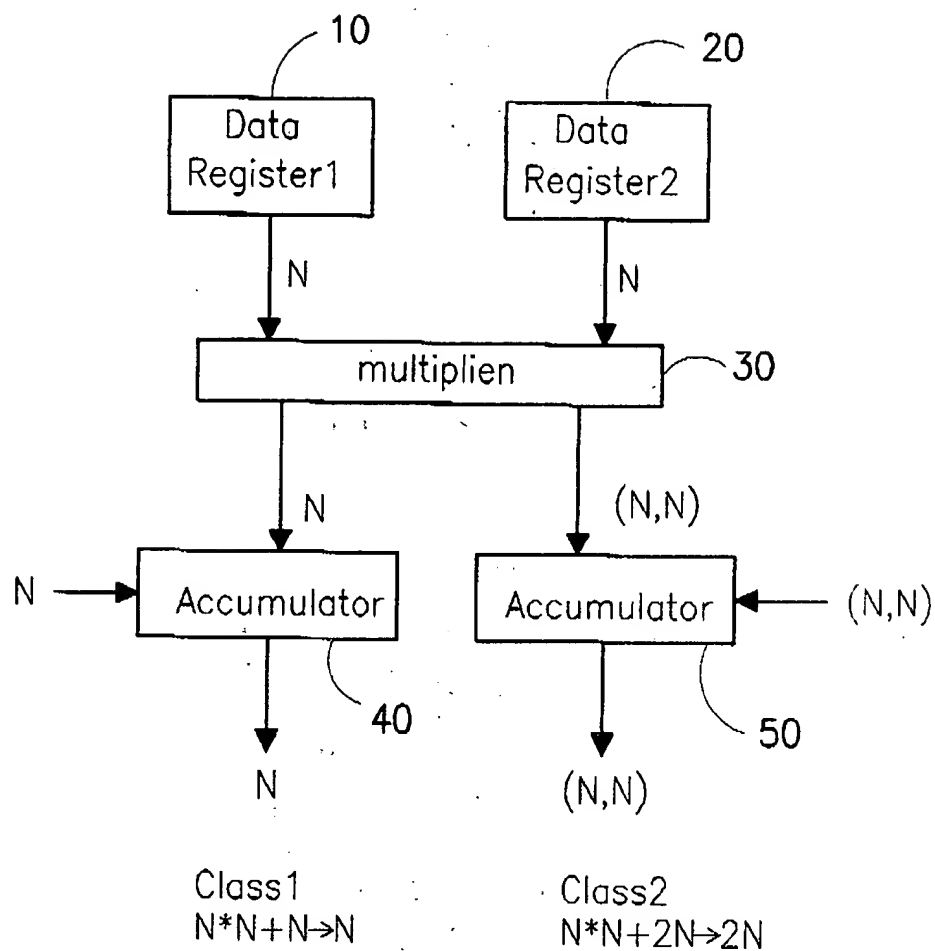 10
20
Data
Register1
Data
Register2
N
N
multiplien
30
N
(N,N)
N
Accumulator
Accumulator
(N,N)
40
50
N
(N,N)
Class1
N*N+N→N
Class2
N*N+2N→2N